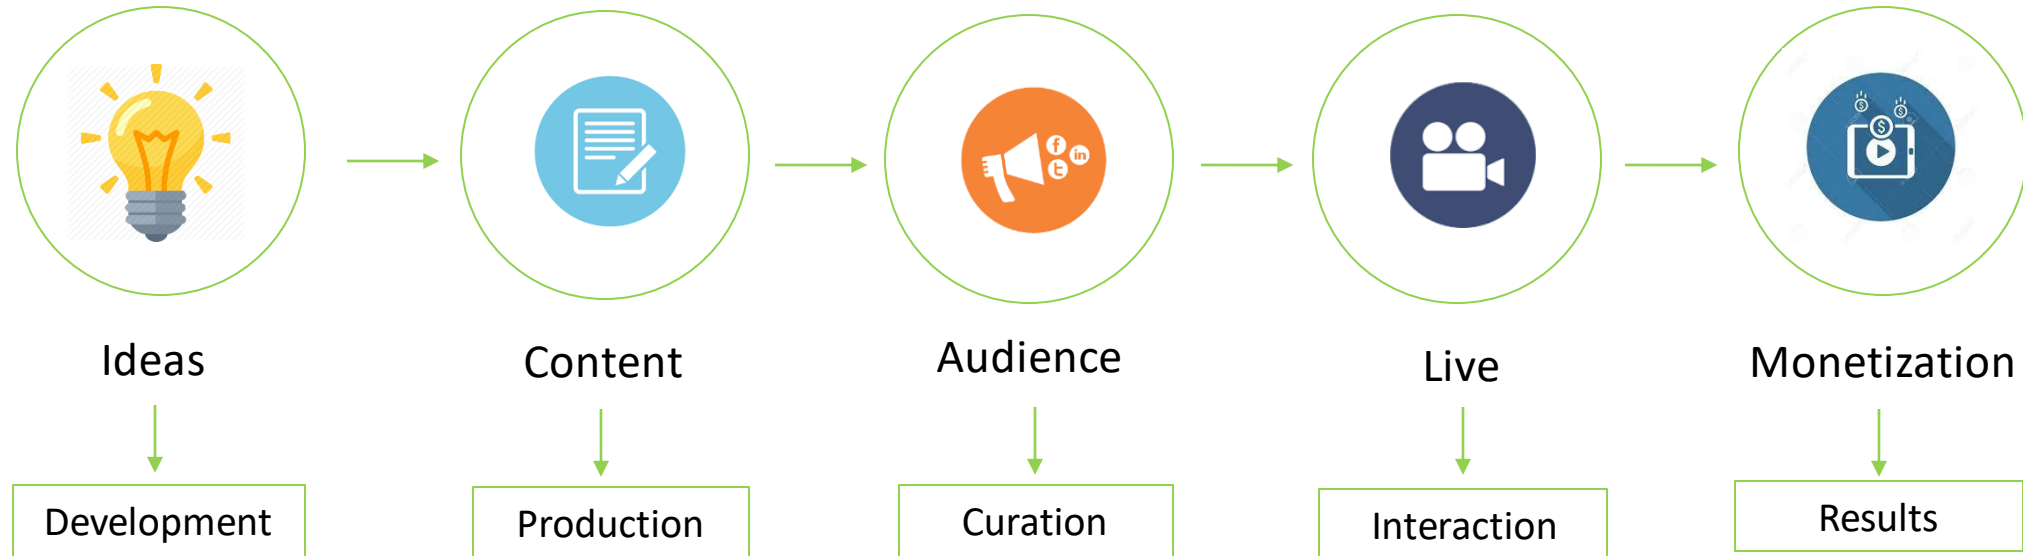 Ideas
Content
Audience
Live
Monetization
Development
Production
Curation
Interaction
Results